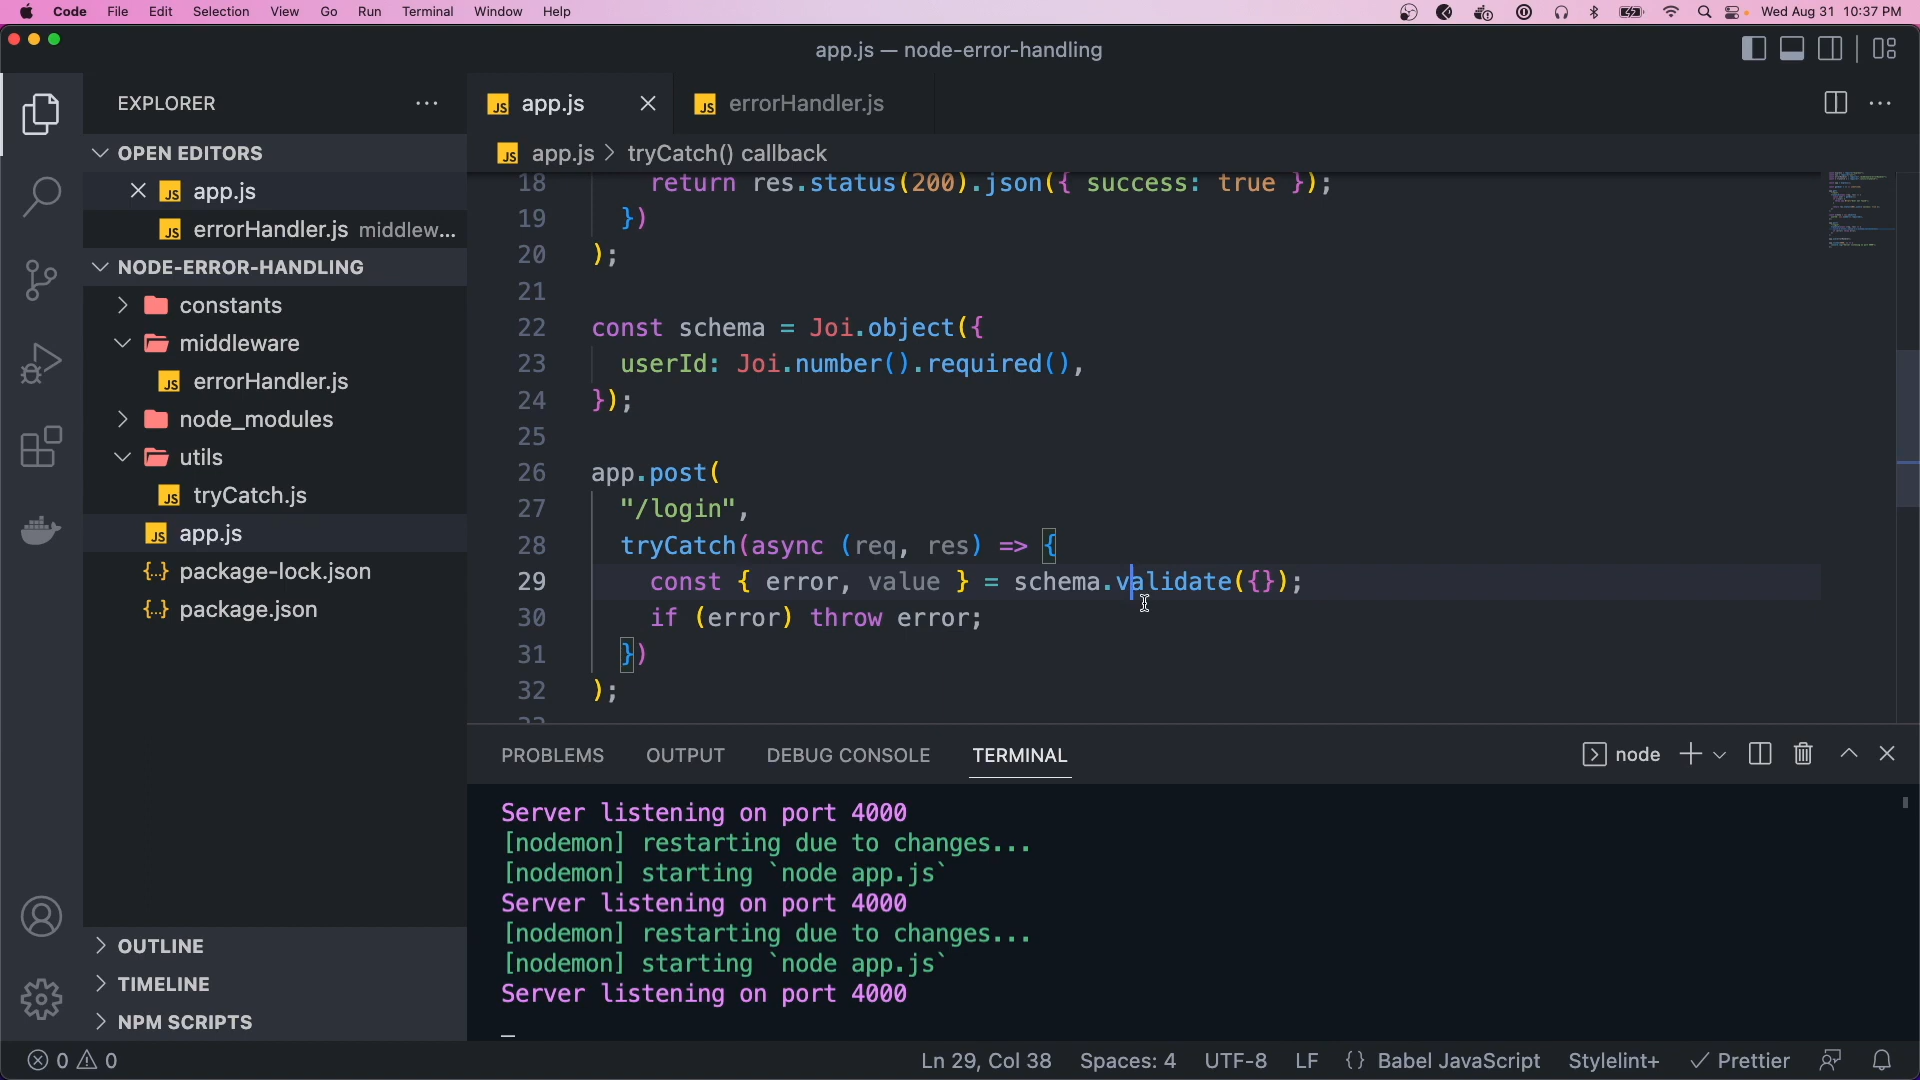 Code File Edit Selection View Go Run Terminal Window Help Wed Aug 31 10:37 PM
app.js — node-error-handling
EXPLORER
OPEN EDITORS
app.js
errorHandler.js middlew...
NODE-ERROR-HANDLING
constants
middleware
errorHandler.js
node_modules
utils
tryCatch.js
app.js
package-lock.json
package.json
OUTLINE
TIMELINE
NPM SCRIPTS
app.js errorHandler.js
app.js > tryCatch() callback
18 return res.status(200).json({ success: true });
19 })
20 );
21
22 const schema = Joi.object({
23 userId: Joi.number().required(),
24 });
25
26 app.post(
27 "/login",
28 tryCatch(async (req, res) => {
29 const { error, value } = schema.validate({});
30 if (error) throw error;
31 })
32 );
PROBLEMS OUTPUT DEBUG CONSOLE TERMINAL node
Server listening on port 4000
[nodemon] restarting due to changes...
[nodemon] starting `node app.js`
Server listening on port 4000
[nodemon] restarting due to changes...
[nodemon] starting `node app.js`
Server listening on port 4000
0 0 Ln 29, Col 38 Spaces: 4 UTF-8 LF {} Babel JavaScript Stylelint+ Prettier